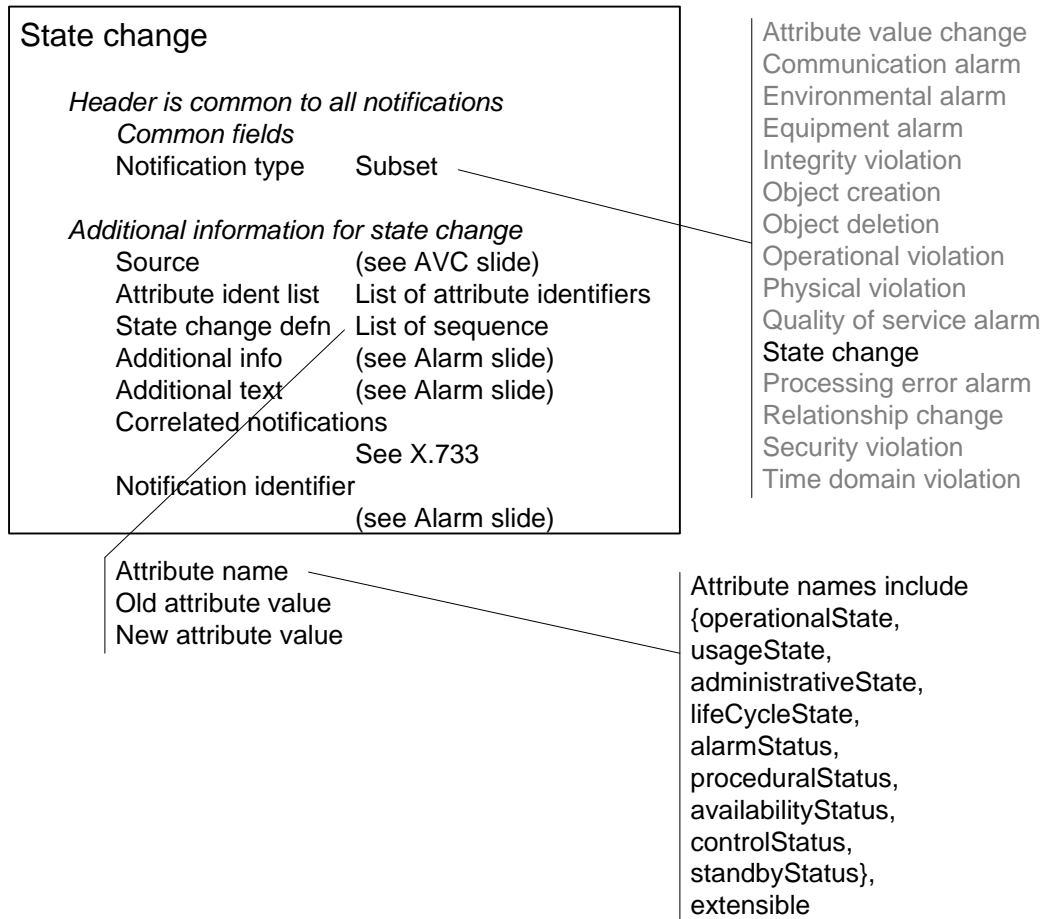 State change
Header is common to all notifications
Common fields
Notification type Subset
Additional information for state change
Source (see AVC slide)
Attribute ident list List of attribute identifiers
State change defn List of sequence
Additional info (see Alarm slide)
Additional text (see Alarm slide)
Correlated notifications
See X.733
Notification identifier
(see Alarm slide)
Attribute value change
Communication alarm
Environmental alarm
Equipment alarm
Integrity violation
Object creation
Object deletion
Operational violation
Physical violation
Quality of service alarm
State change
Processing error alarm
Relationship change
Security violation
Time domain violation
Attribute name
Old attribute value
New attribute value
Attribute names include
{operationalState,
usageState,
administrativeState,
lifeCycleState,
alarmStatus,
proceduralStatus,
availabilityStatus,
controlStatus,
standbyStatus},
extensible